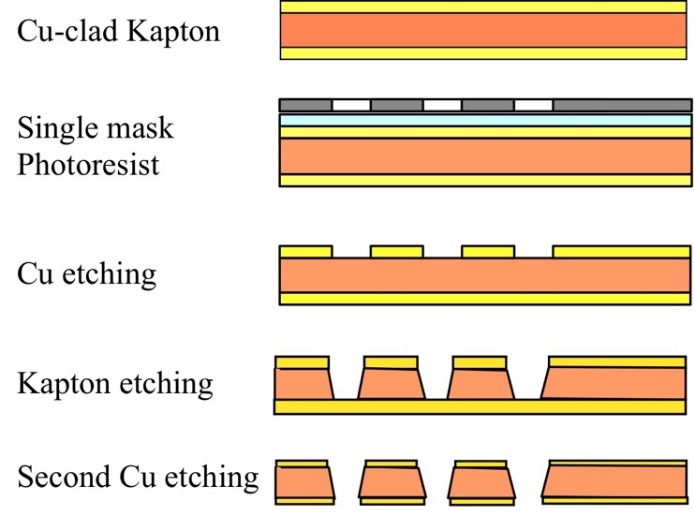 Cu-clad Kapton
Single mask
Photoresist
Cu etching
Kapton etching
Second Cu etching